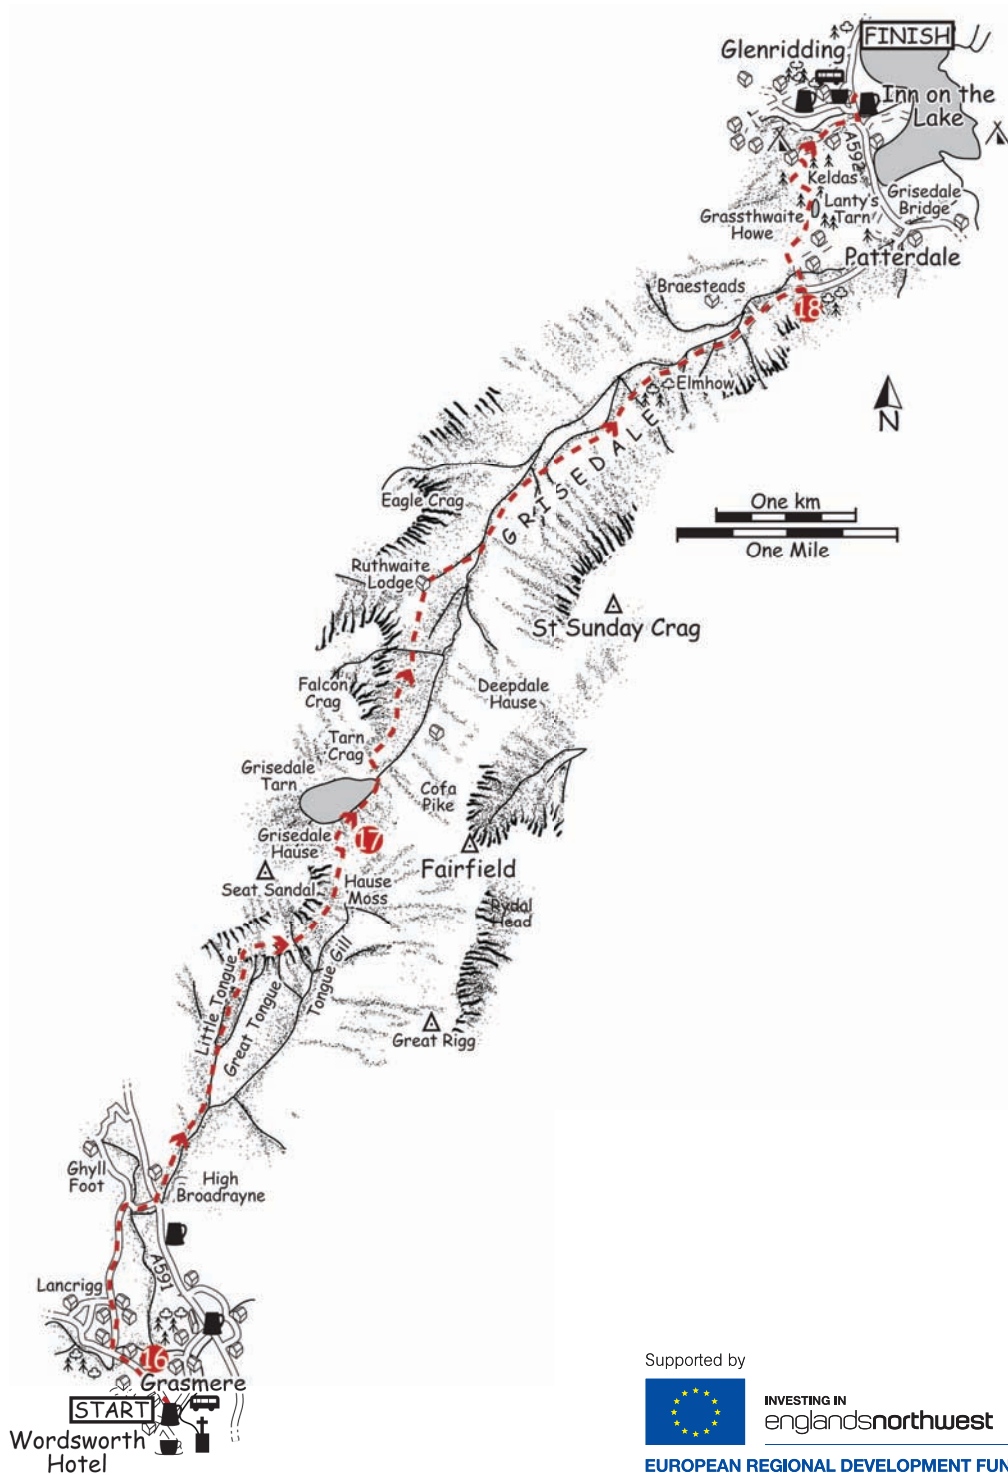 FINISH
Glenridding
Inn on the
Lake
A592
Keldas
Lanty's
Tarn
Grisedale
Bridge
Grassthwaite
Howe
Patterdale
Braesteads
18
Elmhow
N
GRISEDALE
Eagle Crag
One km
One Mile
Ruthwaite
Lodge
St Sunday Crag
Falcon
Crag
Deepdale
Hause
Tarn
Crag
Grisedale
Tarn
Cofa
Pike
Grisedale
Hause
17
Fairfield
Seat Sandal
Hause
Moss
Rydal
Head
Little Tongue
Great Tongue
Tongue Gill
Great Rigg
Ghyll
Foot
High
Broadrayne
A591
Lancrigg
16
Grasmere
START
Wordsworth
Hotel
Supported by
INVESTING IN
englandsnorthwest
EUROPEAN REGIONAL DEVELOPMENT FUN